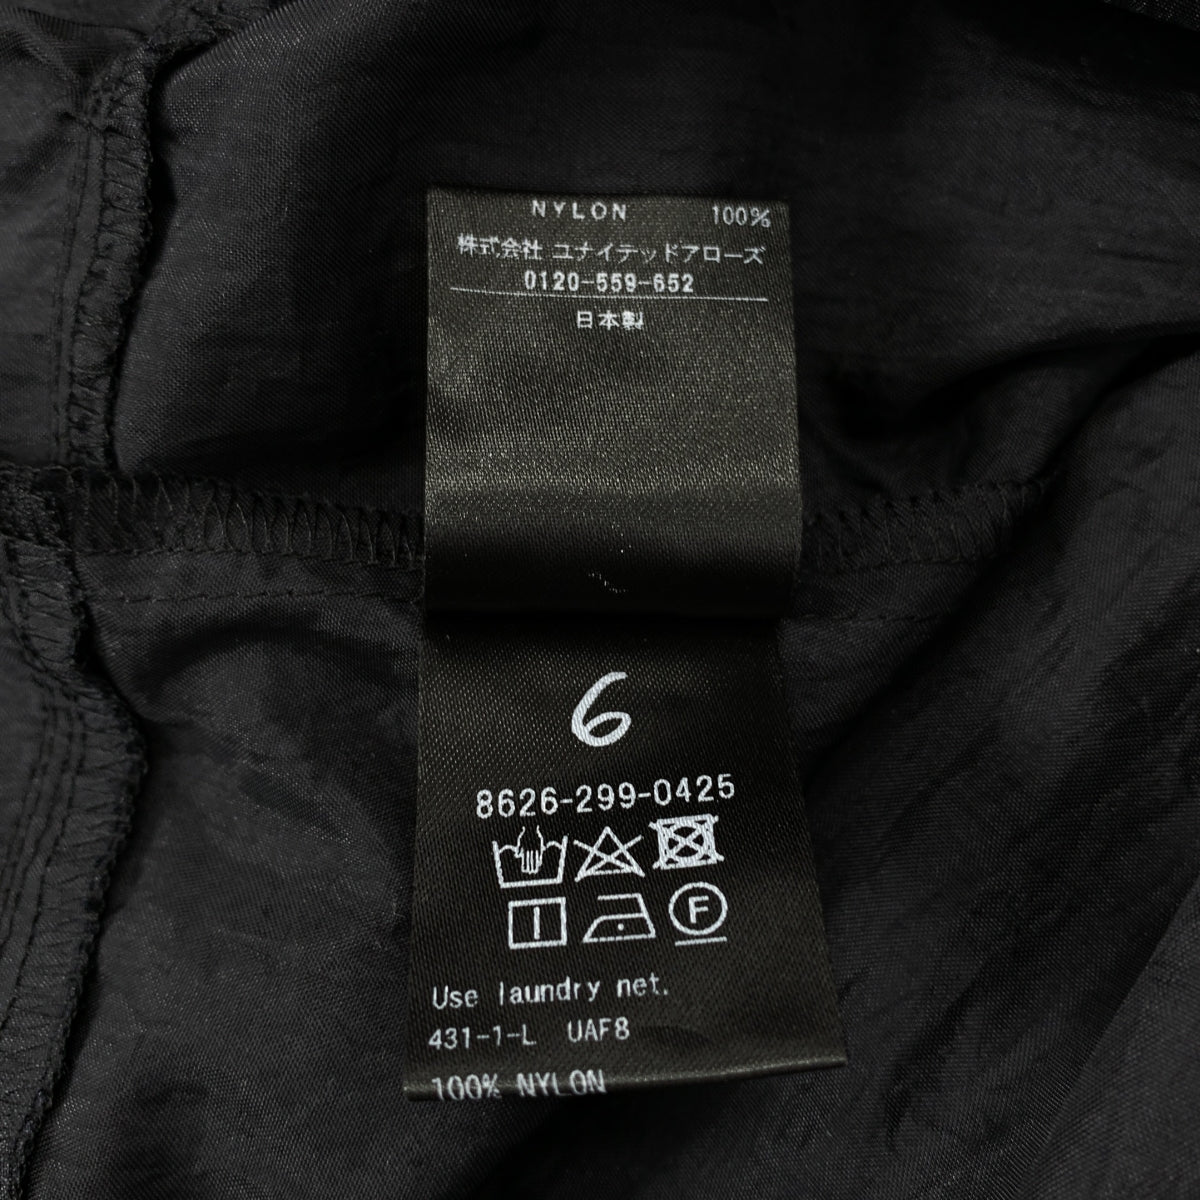 NYLON 100%
株式会社 ユナイテッドアローズ
0120-559-652
日本製
6
8626-299-0425
F
Use laundry net.
431-1-L UAF8
100% NYLON